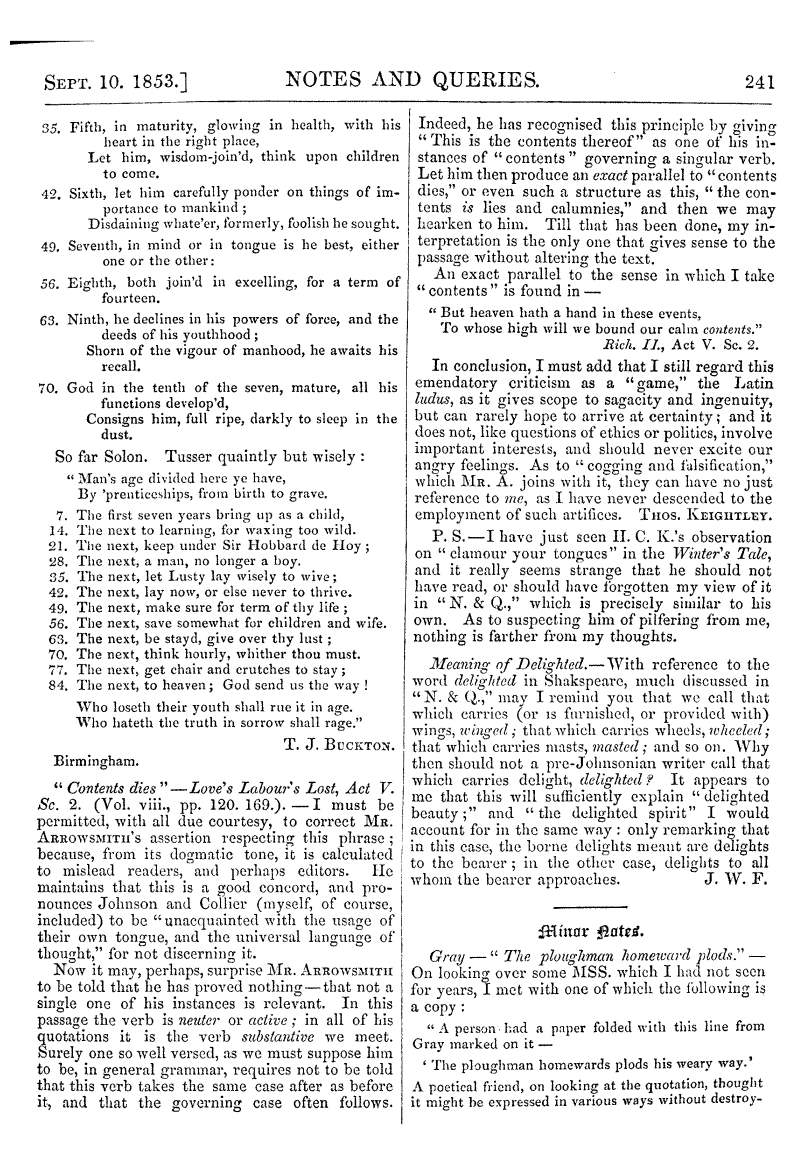 SEPT. 10. 1853.] NOTES AND QUERIES. 241
35. Fifth, in maturity, glowing in health, with his
heart in the right place,
Let him, wisdom-join'd, think upon children
to come.
42. Sixth, let him carefully ponder on things of im-
portance to mankind;
Disdaining whate'er, formerly, foolish he sought.
49. Seventh, in mind or in tongue is he best, either
one or the other:
56. Eighth, both join'd in excelling, for a term of
fourteen.
63. Ninth, he declines in his powers of force, and the
deeds of his youthhood;
Shorn of the vigour of manhood, he awaits his
recall.
70. God in the tenth of the seven, mature, all his
functions develop'd,
Consigns him, full ripe, darkly to sleep in the
dust.
So far Solon. Tusser quaintly but wisely:
"Man's age divided here ye have,
By 'prenticeships, from birth to grave.
7. The first seven years bring up as a child,
14. The next to learning, for waxing too wild.
21. The next, keep under Sir Hobbard de Hoy;
28. The next, a man, no longer a boy.
35. The next, let Lusty lay wisely to wive;
42. The next, lay now, or else never to thrive.
49. The next, make sure for term of thy life;
56. The next, save somewhat for children and wife.
63. The next, be stayd, give over thy lust;
70. The next, think hourly, whither thou must.
77. The next, get chair and crutches to stay;
84. The next, to heaven; God send us the way!
Who loseth their youth shall rue it in age.
Who hateth the truth in sorrow shall rage."
T. J. BUCKTON.
Birmingham.
"Contents dies"—Love's Labour's Lost, Act V.
Sc. 2. (Vol. viii., pp. 120. 169.).—I must be
permitted, with all due courtesy, to correct MR.
ARROWSMITH's assertion respecting this phrase;
because, from its dogmatic tone, it is calculated
to mislead readers, and perhaps editors. He
maintains that this is a good concord, and pro-
nounces Johnson and Collier (myself, of course,
included) to be "unacquainted with the usage of
their own tongue, and the universal language of
thought," for not discerning it.
Now it may, perhaps, surprise MR. ARROWSMITH
to be told that he has proved nothing—that not a
single one of his instances is relevant. In this
passage the verb is neuter or active; in all of his
quotations it is the verb substantive we meet.
Surely one so well versed, as we must suppose him
to be, in general grammar, requires not to be told
that this verb takes the same case after as before
it, and that the governing case often follows.
Indeed, he has recognised this principle by giving
"This is the contents thereof" as one of his in-
stances of "contents" governing a singular verb.
Let him then produce an exact parallel to "contents
dies," or even such a structure as this, "the con-
tents is lies and calumnies," and then we may
hearken to him. Till that has been done, my in-
terpretation is the only one that gives sense to the
passage without altering the text.
An exact parallel to the sense in which I take
"contents" is found in—
"But heaven hath a hand in these events,
To whose high will we bound our calm contents."
Rich. II., Act V. Sc. 2.
In conclusion, I must add that I still regard this
emendatory criticism as a "game," the Latin
ludus, as it gives scope to sagacity and ingenuity,
but can rarely hope to arrive at certainty; and it
does not, like questions of ethics or politics, involve
important interests, and should never excite our
angry feelings. As to "cogging and falsification,"
which MR. A. joins with it, they can have no just
reference to me, as I have never descended to the
employment of such artifices. THOS. KEIGHTLEY.
P. S.—I have just seen H. C. K.'s observation
on "clamour your tongues" in the Winter's Tale,
and it really seems strange that he should not
have read, or should have forgotten my view of it
in "N. & Q.," which is precisely similar to his
own. As to suspecting him of pilfering from me,
nothing is farther from my thoughts.
Meaning of Delighted.—With reference to the
word delighted in Shakspeare, much discussed in
"N. & Q.," may I remind you that we call that
which carries (or is furnished, or provided with)
wings, winged; that which carries wheels, wheeled;
that which carries masts, masted; and so on. Why
then should not a pre-Johnsonian writer call that
which carries delight, delighted? It appears to
me that this will sufficiently explain "delighted
beauty;" and "the delighted spirit" I would
account for in the same way: only remarking that
in this case, the borne delights meant are delights
to the bearer; in the other case, delights to all
whom the bearer approaches. J. W. F.
Minor Notes.
Gray—"The ploughman homeward plods."—
On looking over some MSS. which I had not seen
for years, I met with one of which the following is
a copy:
"A person had a paper folded with this line from
Gray marked on it—
'The ploughman homewards plods his weary way.'
A poetical friend, on looking at the quotation, thought
it might be expressed in various ways without destroy-